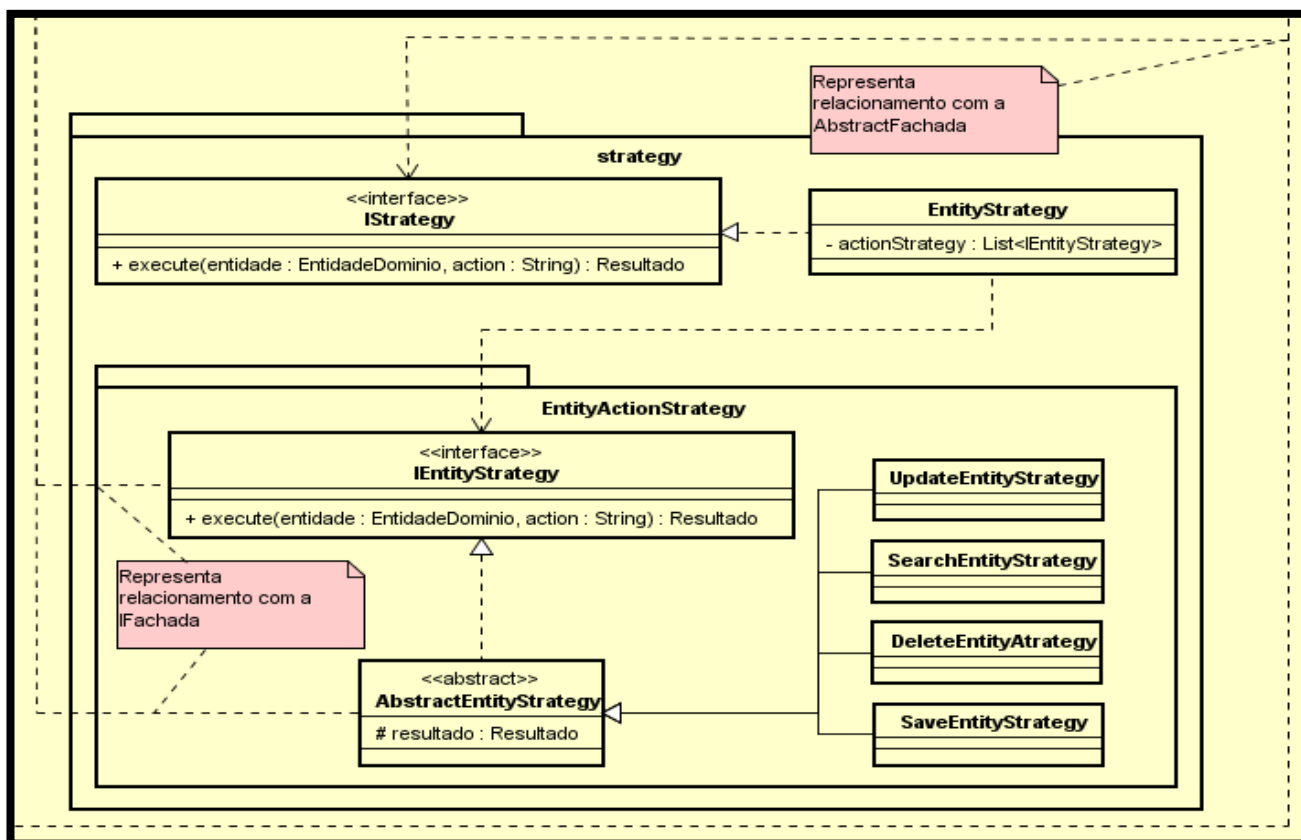 Representa
relacionamento com a
AbstractFachada
strategy
<<interface>>
IStrategy
+ execute(entidade : EntidadeDominio, action : String) : Resultado
EntityStrategy
- actionStrategy : List<IEntityStrategy>
EntityActionStrategy
<<interface>>
IEntityStrategy
+ execute(entidade : EntidadeDominio, action : String) : Resultado
UpdateEntityStrategy
SearchEntityStrategy
DeleteEntityAtrategy
SaveEntityStrategy
Representa
relacionamento com a
IFachada
<<abstract>>
AbstractEntityStrategy
# resultado : Resultado